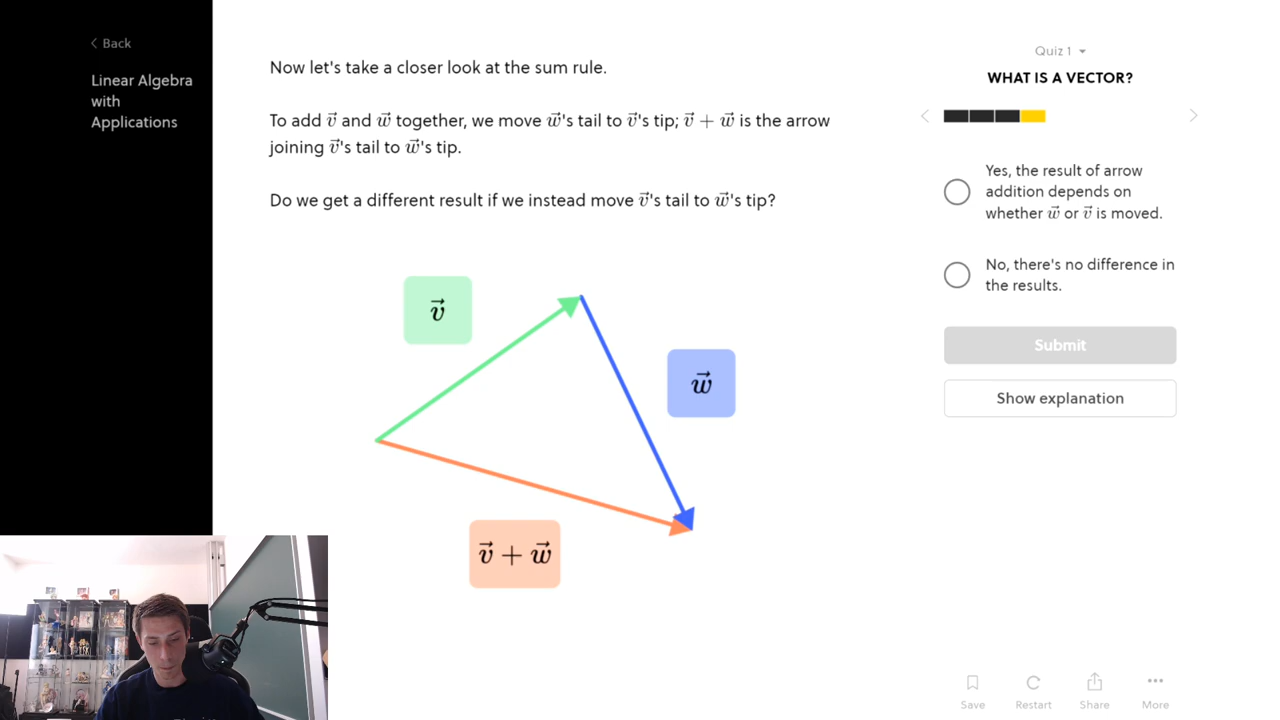 Back
Linear Algebra
with
Applications
Now let's take a closer look at the sum rule.
To add v⃗ and w⃗ together, we move w⃗'s tail to v⃗'s tip; v⃗ + w⃗ is the arrow
joining v⃗'s tail to w⃗'s tip.
Do we get a different result if we instead move v⃗'s tail to w⃗'s tip?
v⃗
w⃗
v⃗ + w⃗
Quiz 1
WHAT IS A VECTOR?
Yes, the result of arrow
addition depends on
whether w⃗ or v⃗ is moved.
No, there's no difference in
the results.
Submit
Show explanation
Save
Restart
Share
More